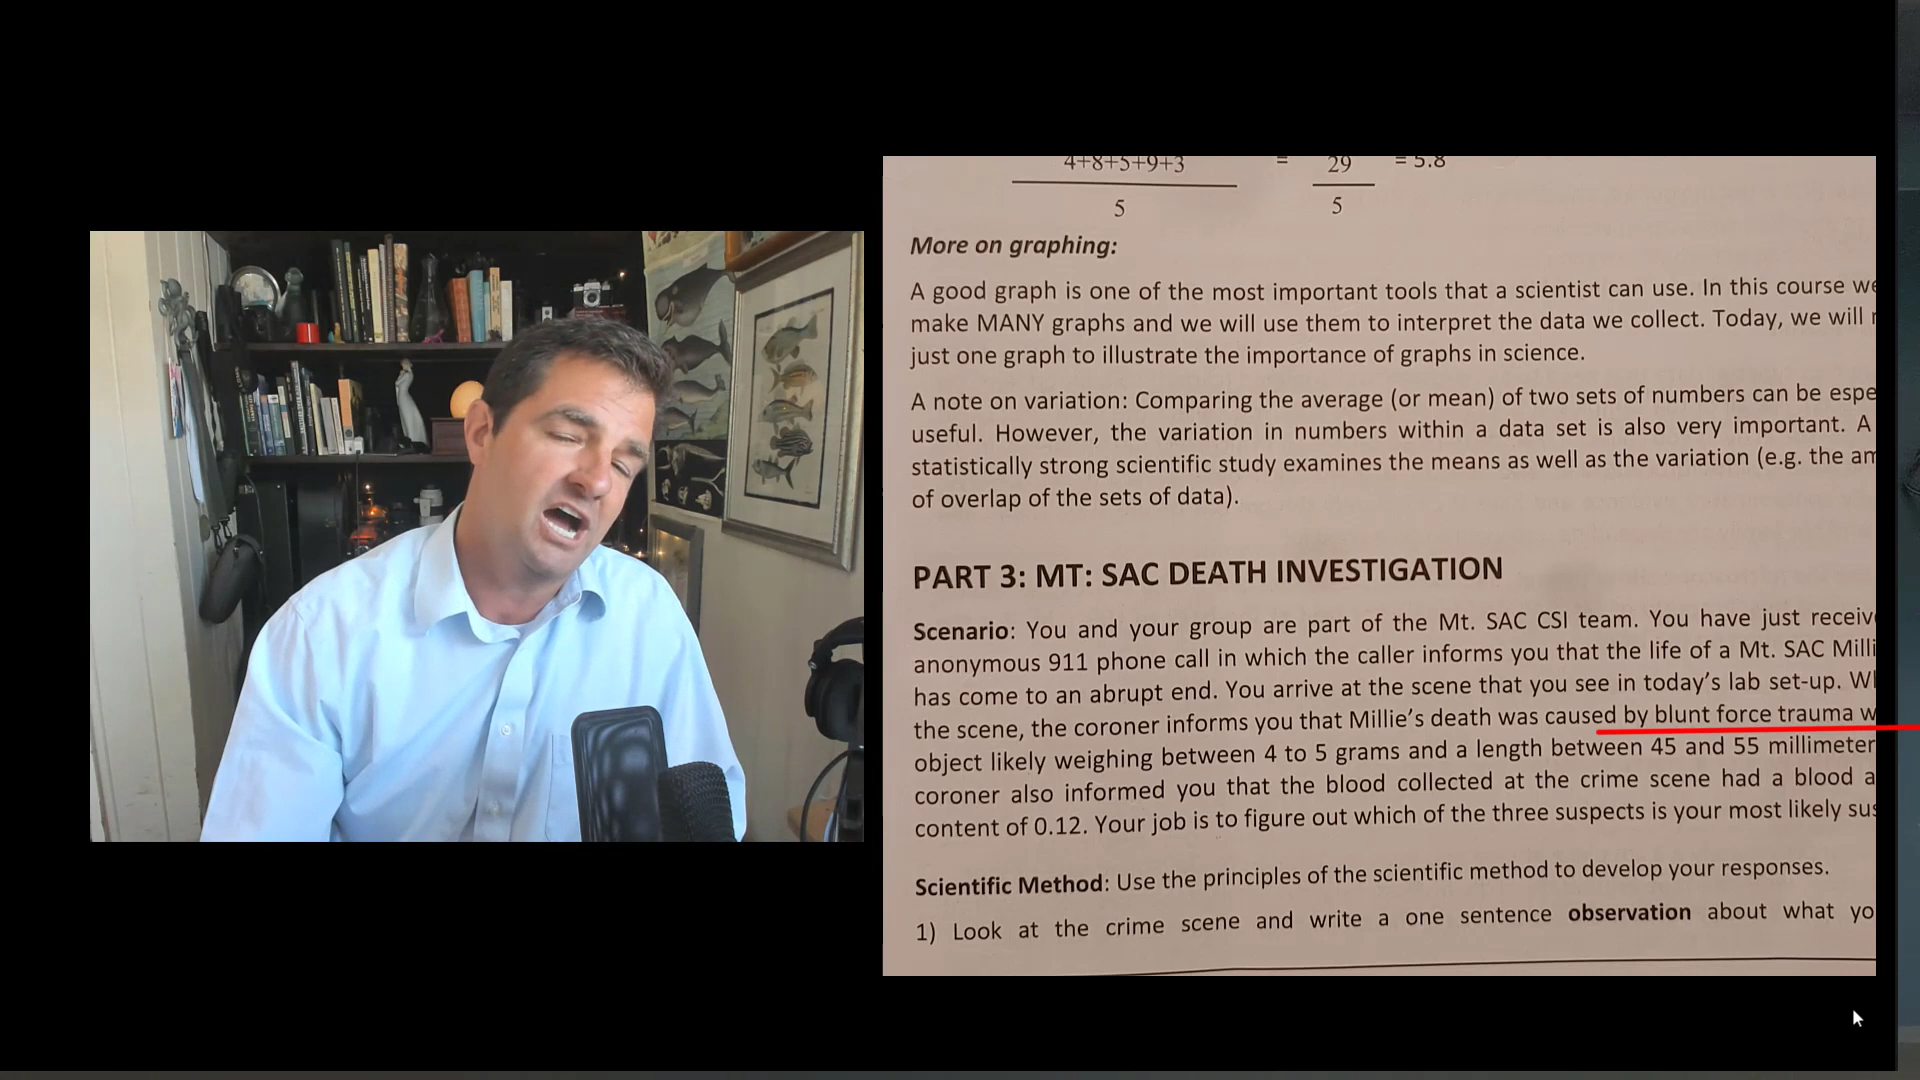 4+8+5+9+3 = 29 = 5.8
5 5
More on graphing:
A good graph is one of the most important tools that a scientist can use. In this course we
make MANY graphs and we will use them to interpret the data we collect. Today, we will
just one graph to illustrate the importance of graphs in science.
A note on variation: Comparing the average (or mean) of two sets of numbers can be espe
useful. However, the variation in numbers within a data set is also very important. A
statistically strong scientific study examines the means as well as the variation (e.g. the am
of overlap of the sets of data).
PART 3: MT: SAC DEATH INVESTIGATION
Scenario: You and your group are part of the Mt. SAC CSI team. You have just receiv
anonymous 911 phone call in which the caller informs you that the life of a Mt. SAC Milli
has come to an abrupt end. You arrive at the scene that you see in today's lab set-up. Wh
the scene, the coroner informs you that Millie's death was caused by blunt force trauma w
object likely weighing between 4 to 5 grams and a length between 45 and 55 millimeter
coroner also informed you that the blood collected at the crime scene had a blood a
content of 0.12. Your job is to figure out which of the three suspects is your most likely sus
Scientific Method: Use the principles of the scientific method to develop your responses.
1) Look at the crime scene and write a one sentence observation about what yo